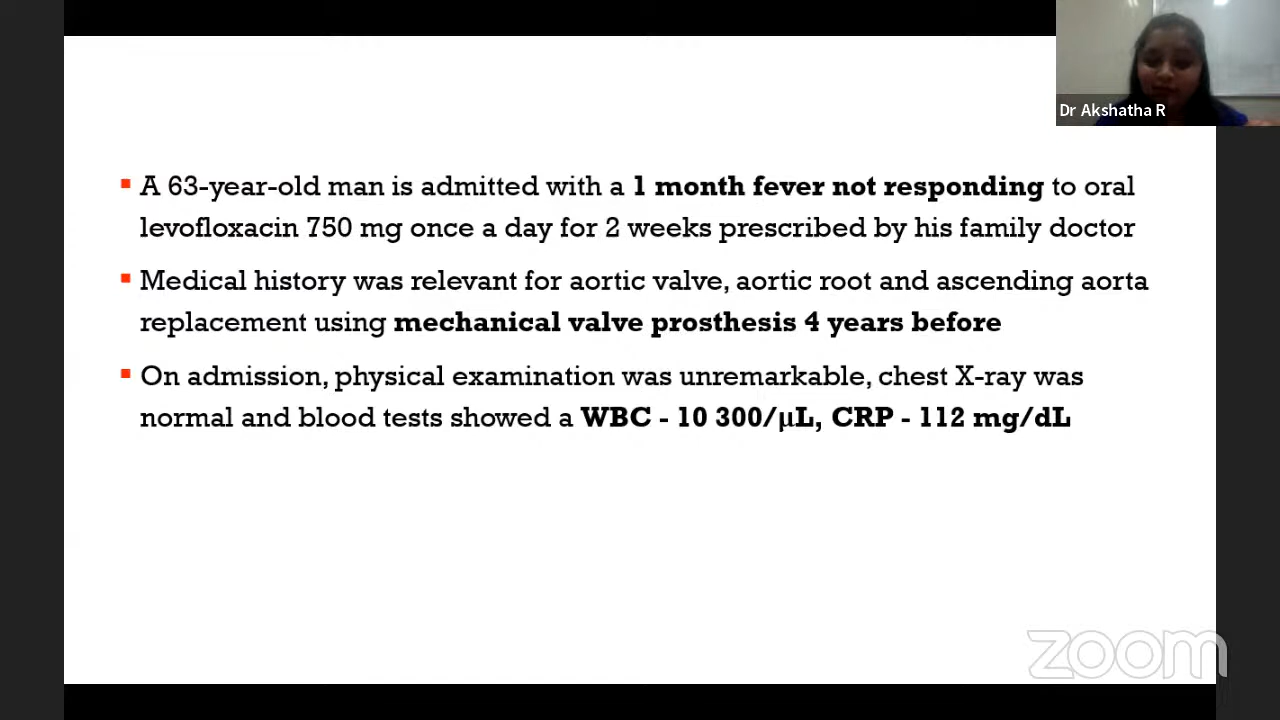 Dr Akshatha R
A 63-year-old man is admitted with a 1 month fever not responding to oral
levofloxacin 750 mg once a day for 2 weeks prescribed by his family doctor
Medical history was relevant for aortic valve, aortic root and ascending aorta
replacement using mechanical valve prosthesis 4 years before
On admission, physical examination was unremarkable, chest X-ray was
normal and blood tests showed a WBC - 10 300/μL, CRP - 112 mg/dL
zoom